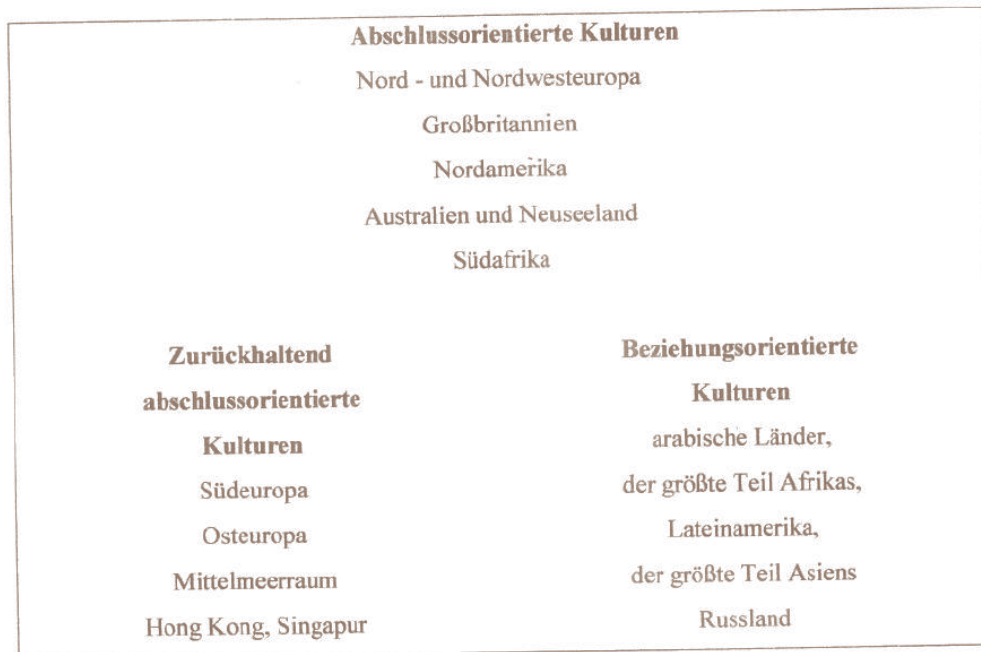 Abschlussorientierte Kulturen
Nord - und Nordwesteuropa
Großbritannien
Nordamerika
Australien und Neuseeland
Südafrika
Zurückhaltend
abschlussorientierte
Kulturen
Südeuropa
Osteuropa
Mittelmeerraum
Hong Kong, Singapur
Beziehungsorientierte
Kulturen
arabische Länder,
der größte Teil Afrikas,
Lateinamerika,
der größte Teil Asiens
Russland